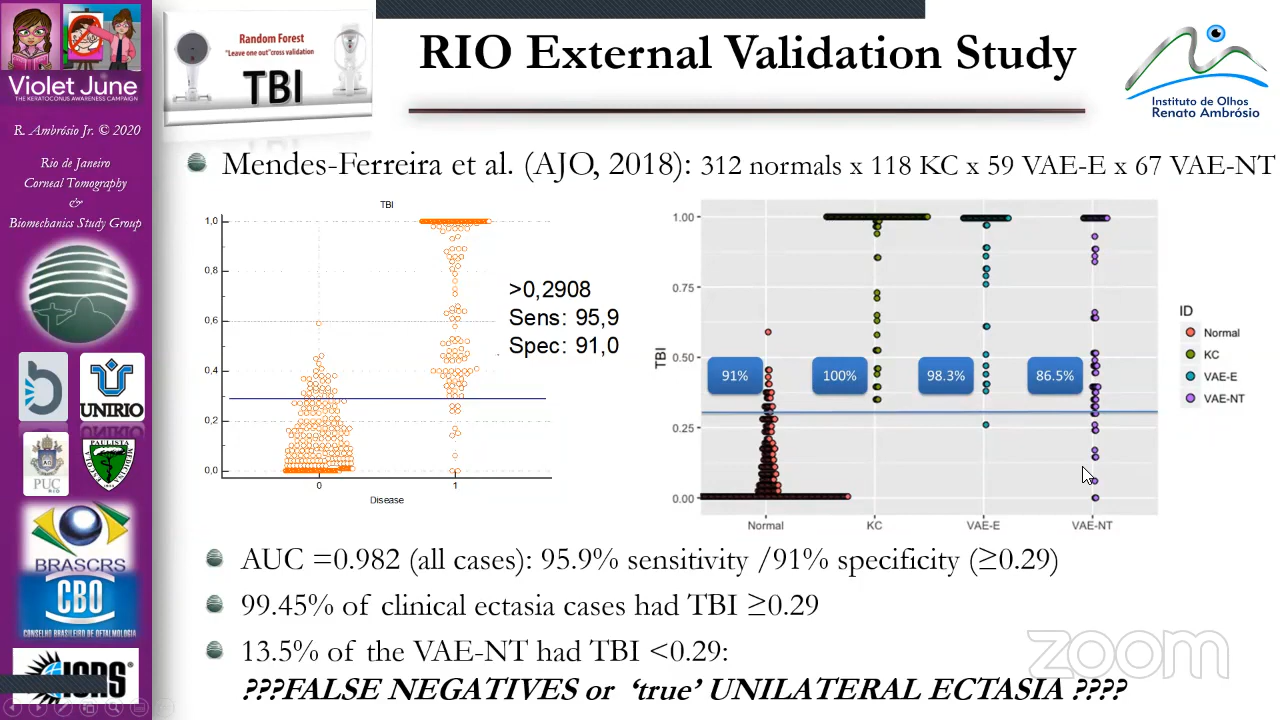 Violet June
THE KERATOCONUS AWARENESS CAMPAIGN
R. Ambrósio Jr. © 2020
Rio de Janeiro
Corneal Tomography
&
Biomechanics Study Group
UNIRIO
PUC
RIO
ESCOLA PAULISTA DE MEDICINA
BRASCRS
CBO
CONSELHO BRASILEIRO DE OFTALMOLOGIA
Random Forest
"Leave one out"cross validation
TBI
RIO External Validation Study
Instituto de Olhos
Renato Ambrósio
Mendes-Ferreira et al. (AJO, 2018): 312 normals x 118 KC x 59 VAE-E x 67 VAE-NT
TBI
1,0
0,8
0,6
0,4
0,2
0,0
0 1
Disease
>0,2908
Sens: 95,9
Spec: 91,0
TBI
1.00
0.75
0.50
0.25
0.00
91% 100% 98.3% 86.5%
Normal KC VAE-E VAE-NT
ID
Normal
KC
VAE-E
VAE-NT
AUC =0.982 (all cases): 95.9% sensitivity /91% specificity (≥0.29)
99.45% of clinical ectasia cases had TBI ≥0.29
13.5% of the VAE-NT had TBI <0.29:
???FALSE NEGATIVES or ‘true’ UNILATERAL ECTASIA ????
zoom